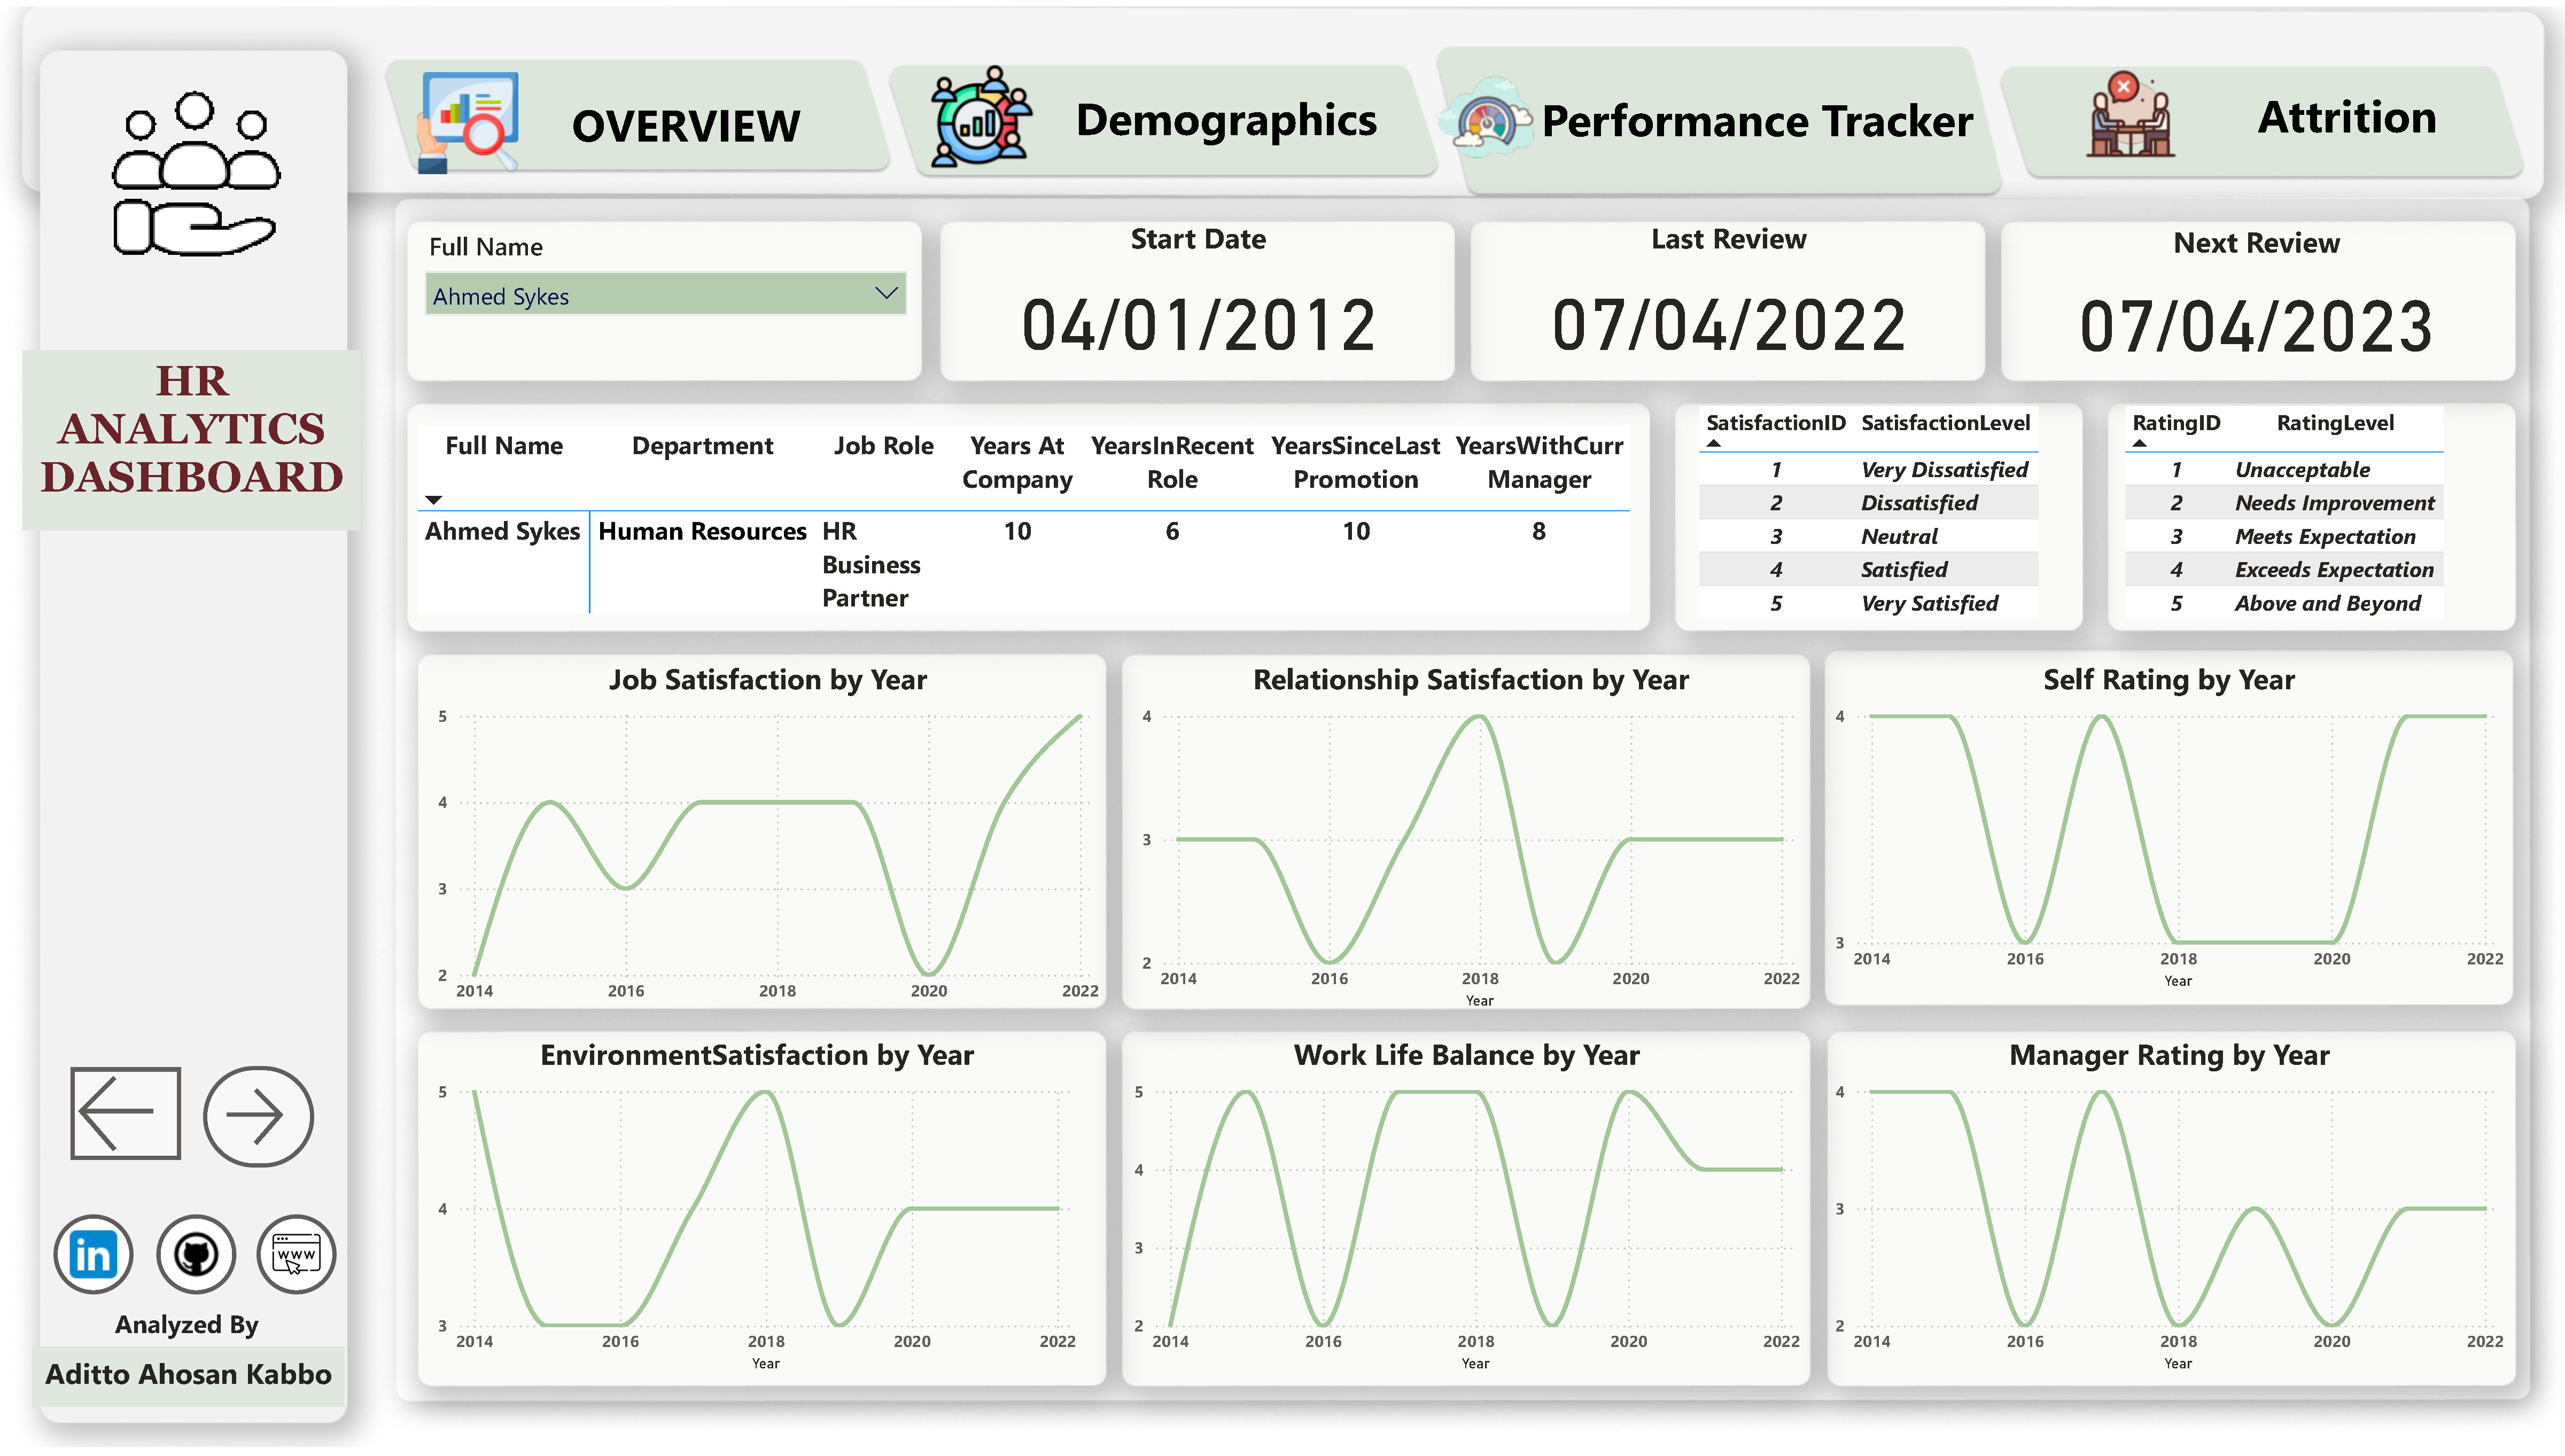 OVERVIEW
Demographics
Performance Tracker
Attrition
HR
ANALYTICS
DASHBOARD
Full Name
Ahmed Sykes
Start Date
04/01/2012
Last Review
07/04/2022
Next Review
07/04/2023
Full Name Department Job Role Years At Company YearsInRecent Role YearsSinceLast Promotion YearsWithCurr Manager
Ahmed Sykes Human Resources HR Business Partner 10 6 10 8
SatisfactionID SatisfactionLevel
1 Very Dissatisfied
2 Dissatisfied
3 Neutral
4 Satisfied
5 Very Satisfied
RatingID RatingLevel
1 Unacceptable
2 Needs Improvement
3 Meets Expectation
4 Exceeds Expectation
5 Above and Beyond
Job Satisfaction by Year
5
4
3
2
2014 2016 2018 2020 2022
Relationship Satisfaction by Year
4
3
2
2014 2016 2018 2020 2022
Year
Self Rating by Year
4
3
2014 2016 2018 2020 2022
Year
EnvironmentSatisfaction by Year
5
4
3
2014 2016 2018 2020 2022
Year
Work Life Balance by Year
5
4
3
2
2014 2016 2018 2020 2022
Year
Manager Rating by Year
4
3
2
2014 2016 2018 2020 2022
Year
in
www
Analyzed By
Aditto Ahosan Kabbo